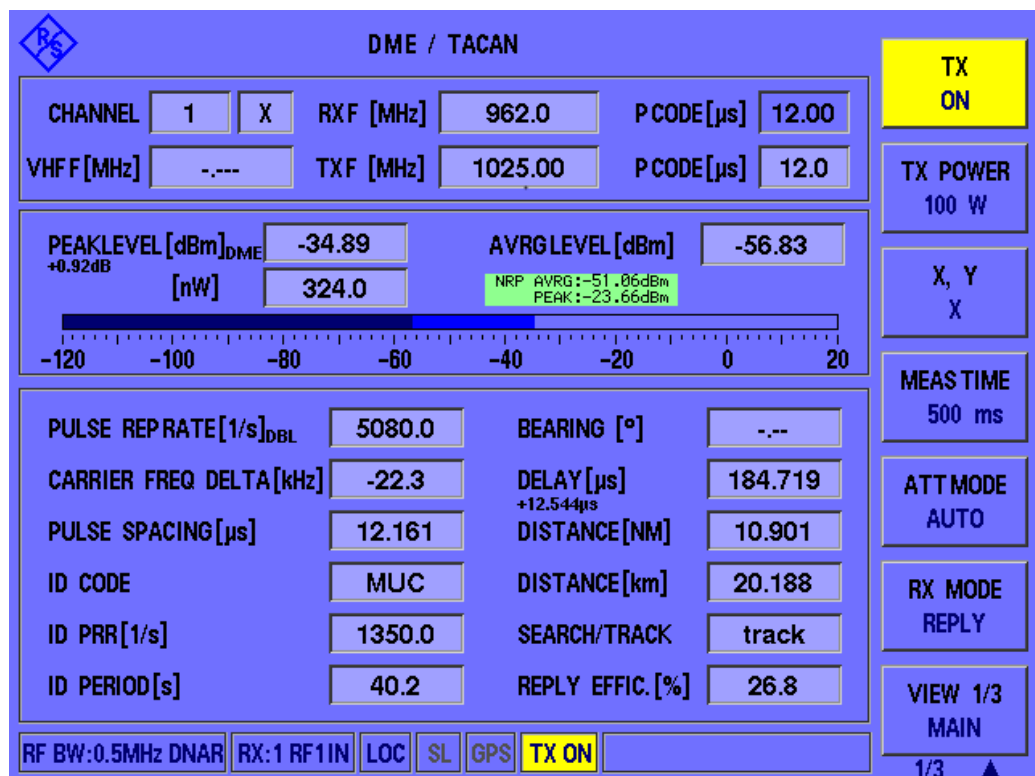 R&S DME / TACAN
CHANNEL 1 X RXF [MHz] 962.0 P CODE[µs] 12.00
VHF F[MHz] -.--- TXF [MHz] 1025.00 P CODE[µs] 12.0
PEAKLEVEL[dBm]DME -34.89 AVRGLEVEL[dBm] -56.83
+0.92dB
[nW] 324.0 NRP AVRG:-51.06dBm
PEAK:-23.66dBm
-120 -100 -80 -60 -40 -20 0 20
PULSE REPRATE[1/s]DBL 5080.0 BEARING [°] -.--
CARRIER FREQ DELTA[kHz] -22.3 DELAY[µs] 184.719
+12.544µs
PULSE SPACING[µs] 12.161 DISTANCE[NM] 10.901
ID CODE MUC DISTANCE[km] 20.188
ID PRR[1/s] 1350.0 SEARCH/TRACK track
ID PERIOD[s] 40.2 REPLY EFFIC.[%] 26.8
RF BW:0.5MHz DNAR RX:1 RF1IN LOC SL GPS TX ON
TX
ON
TX POWER
100 W
X, Y
X
MEAS TIME
500 ms
ATT MODE
AUTO
RX MODE
REPLY
VIEW 1/3
MAIN
1/3